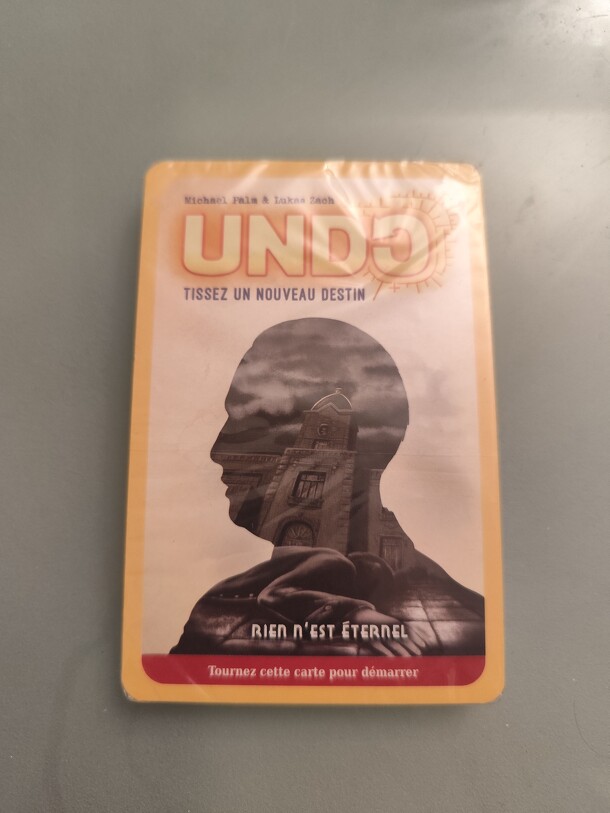 Michael Palm & Lukas Zach
UNDO
TISSEZ UN NOUVEAU DESTIN
RIEN N'EST ÉTERNEL
Tournez cette carte pour démarrer